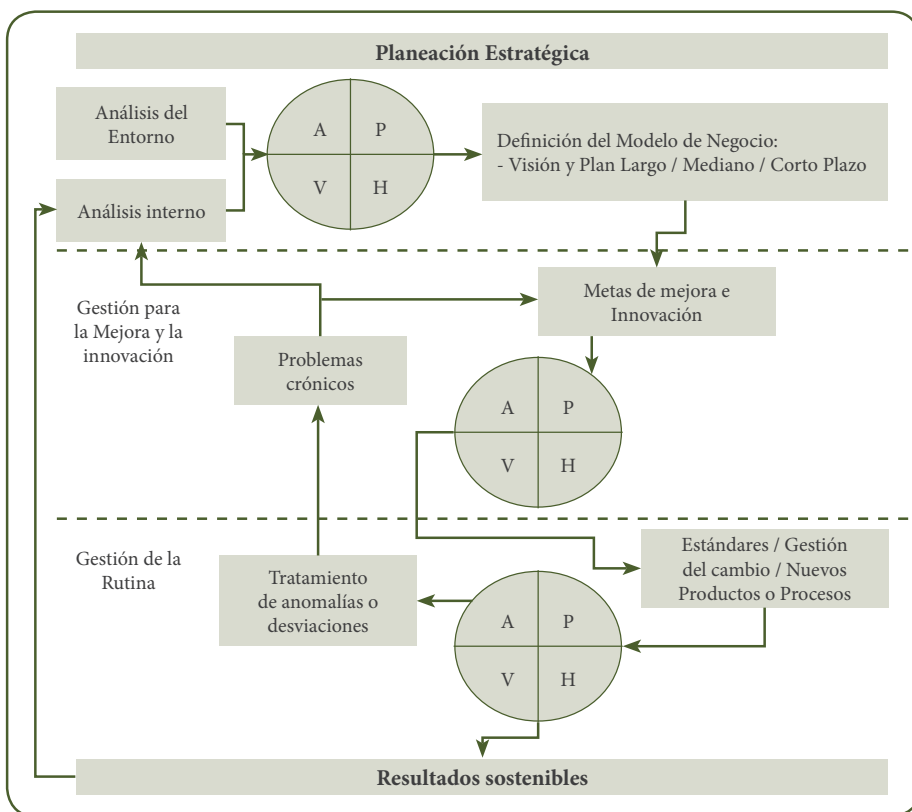 Planeación Estratégica
Análisis del
Entorno
A P
V H
Definición del Modelo de Negocio:
- Visión y Plan Largo / Mediano / Corto Plazo
Análisis interno
Gestión para
la Mejora y la
innovación
Metas de mejora e
Innovación
Problemas
crónicos
A P
V H
Gestión de la
Rutina
Tratamiento
de anomalías o
desviaciones
Estándares / Gestión
del cambio / Nuevos
Productos o Procesos
A P
V H
Resultados sostenibles